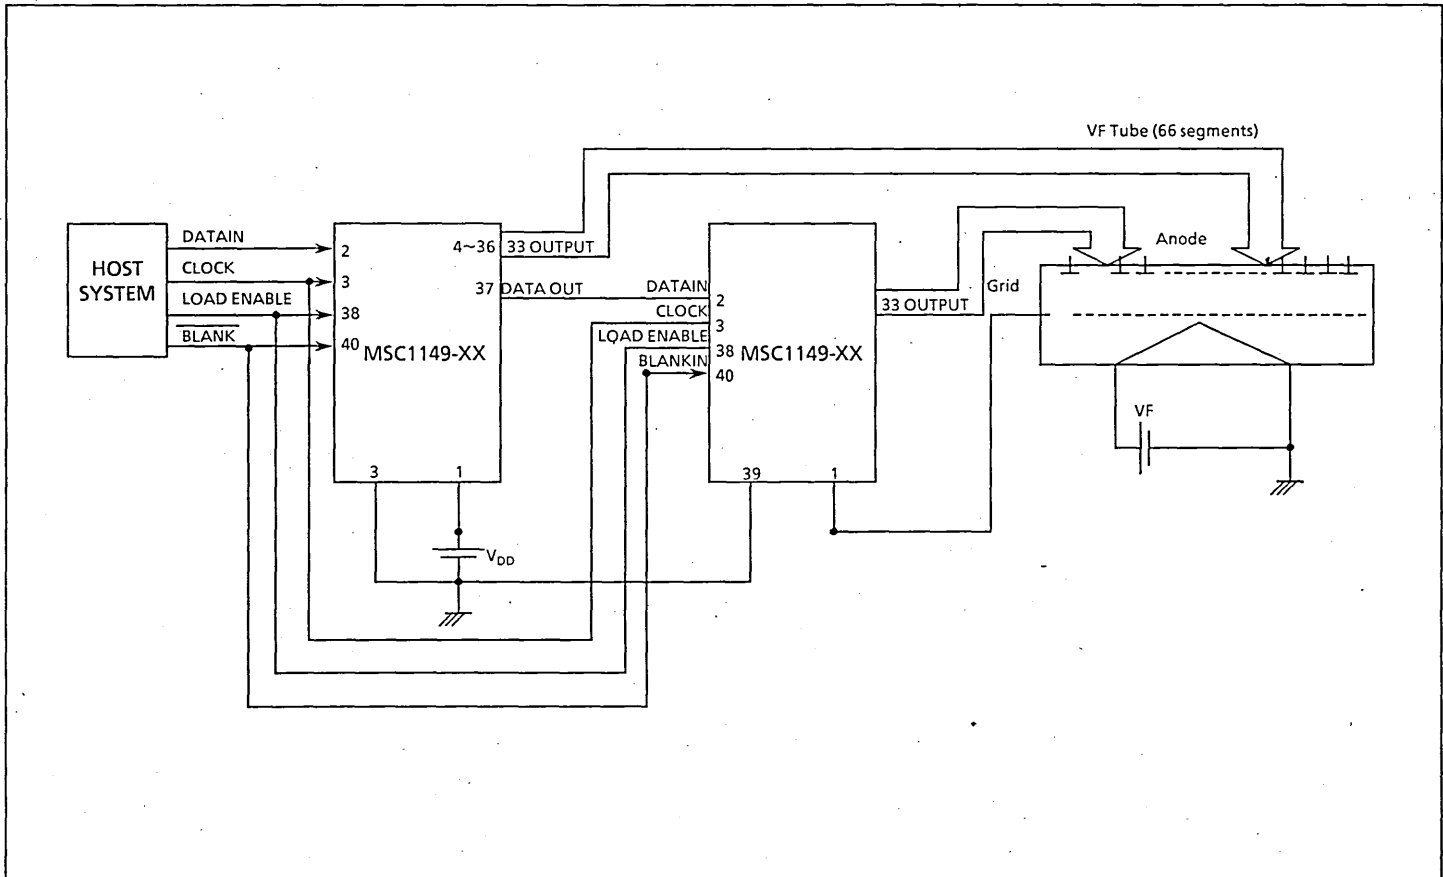 VF Tube (66 segments)
HOST
SYSTEM
DATAIN
CLOCK
LOAD ENABLE
BLANK
2
3
38
40
MSC1149-XX
4~36
33 OUTPUT
37
DATA OUT
3
1
V_DD
DATAIN
CLOCK
LOAD ENABLE
BLANKIN
2
3
38
40
MSC1149-XX
33 OUTPUT
39
1
Anode
Grid
VF